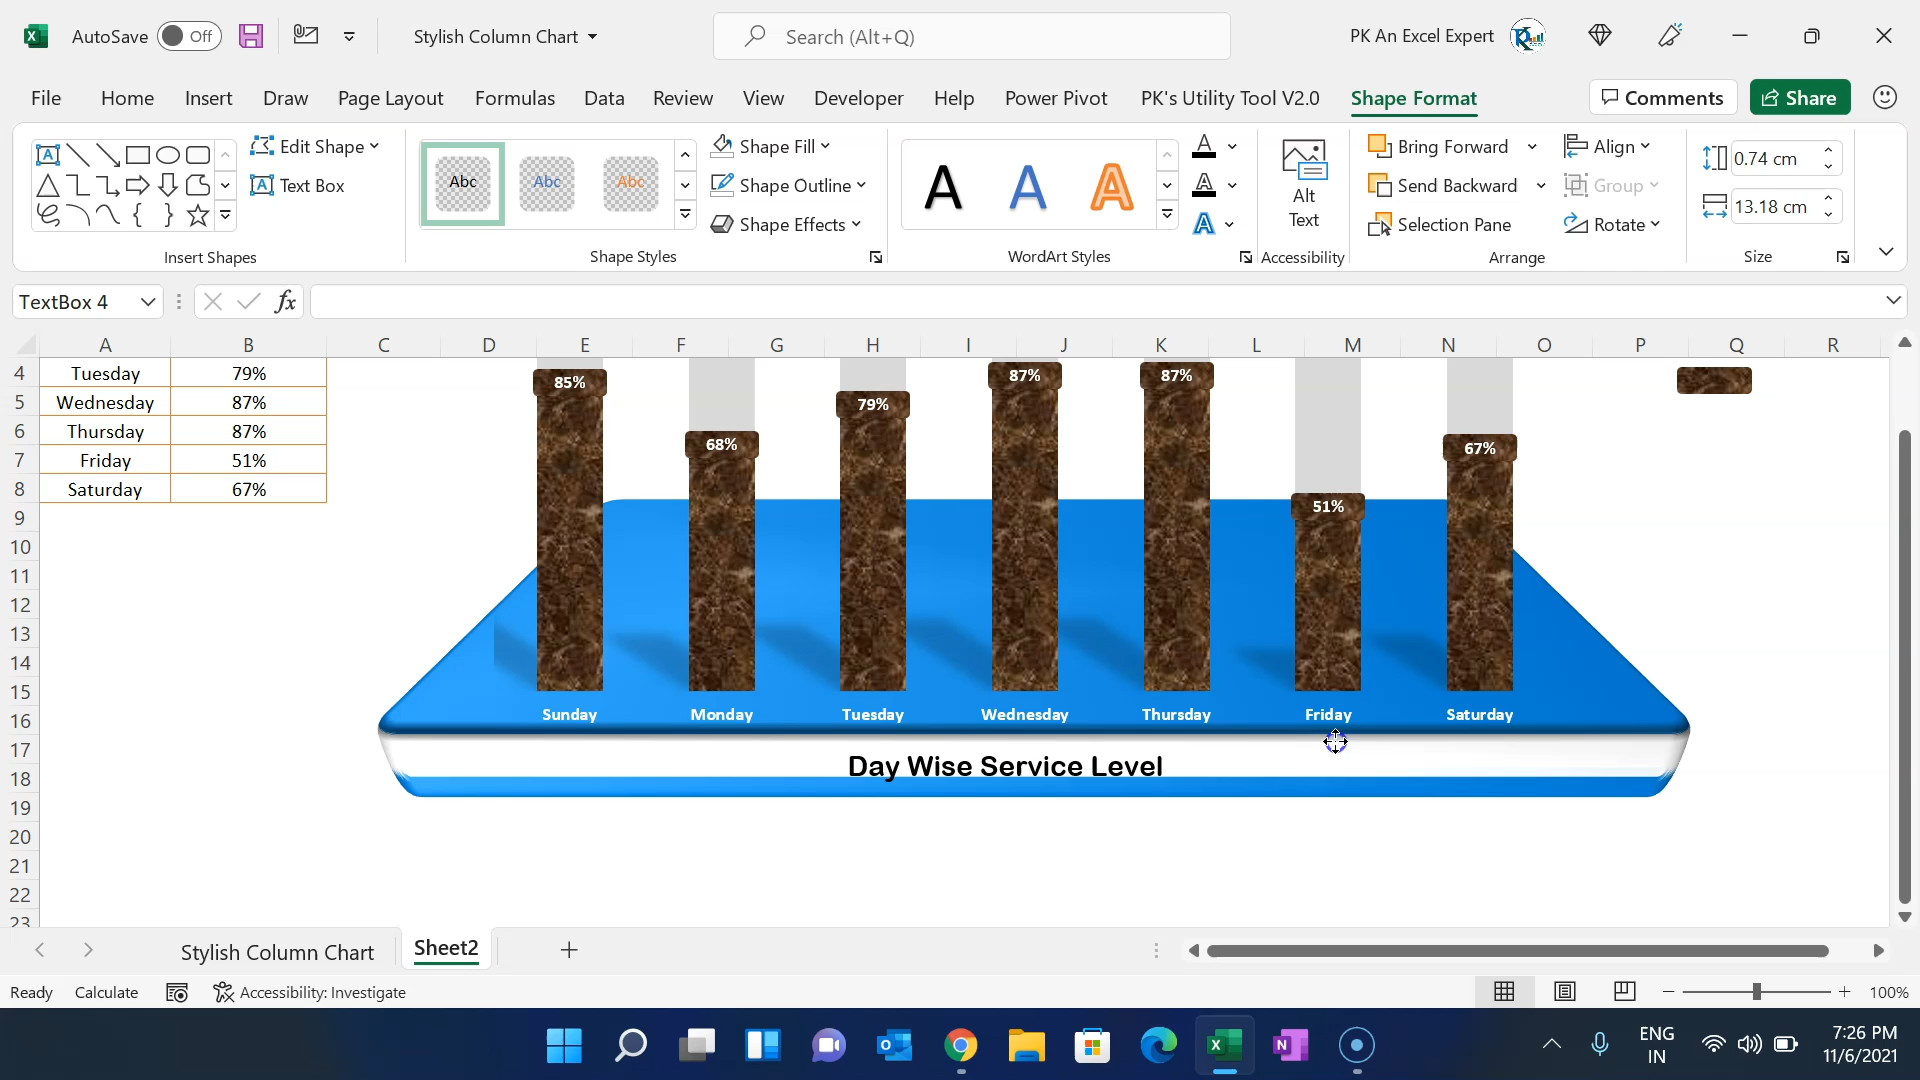 AutoSave Off Stylish Column Chart Search (Alt+Q) PK An Excel Expert
File Home Insert Draw Page Layout Formulas Data Review View Developer Help Power Pivot PK's Utility Tool V2.0 Shape Format Comments Share
Edit Shape
Text Box
Insert Shapes
Abc Abc Abc
Shape Fill
Shape Outline
Shape Effects
Shape Styles
A A A
A
A
A
WordArt Styles
Alt
Text
Accessibility
Bring Forward
Send Backward
Selection Pane
Align
Group
Rotate
Arrange
0.74 cm
13.18 cm
Size
TextBox 4 fx
A B C D E F G H I J K L M N O P Q R
4 Tuesday 79%
5 Wednesday 87%
6 Thursday 87%
7 Friday 51%
8 Saturday 67%
9
10
11
12
13
14
15
16
17
18
19
20
21
22
23
85% 68% 79% 87% 87% 51% 67%
Sunday Monday Tuesday Wednesday Thursday Friday Saturday
Day Wise Service Level
Stylish Column Chart Sheet2
Ready Calculate Accessibility: Investigate 100%
ENG
IN
7:26 PM
11/6/2021